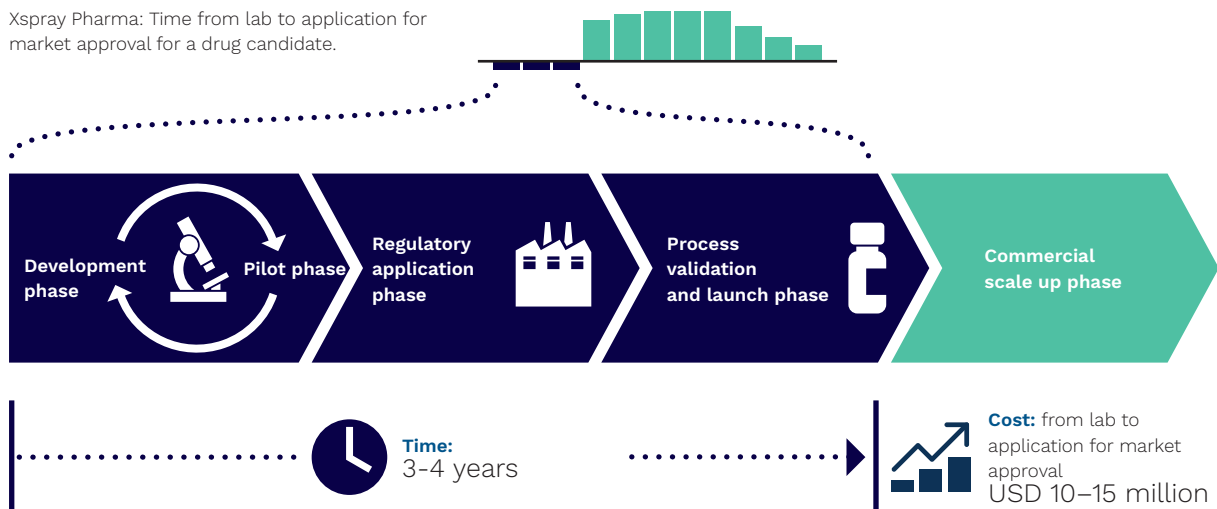 Xspray Pharma: Time from lab to application for
market approval for a drug candidate.
Development
phase
Pilot phase
Regulatory
application
phase
Process
validation
and launch phase
Commercial
scale up phase
Time:
3-4 years
Cost: from lab to
application for market
approval
USD 10–15 million